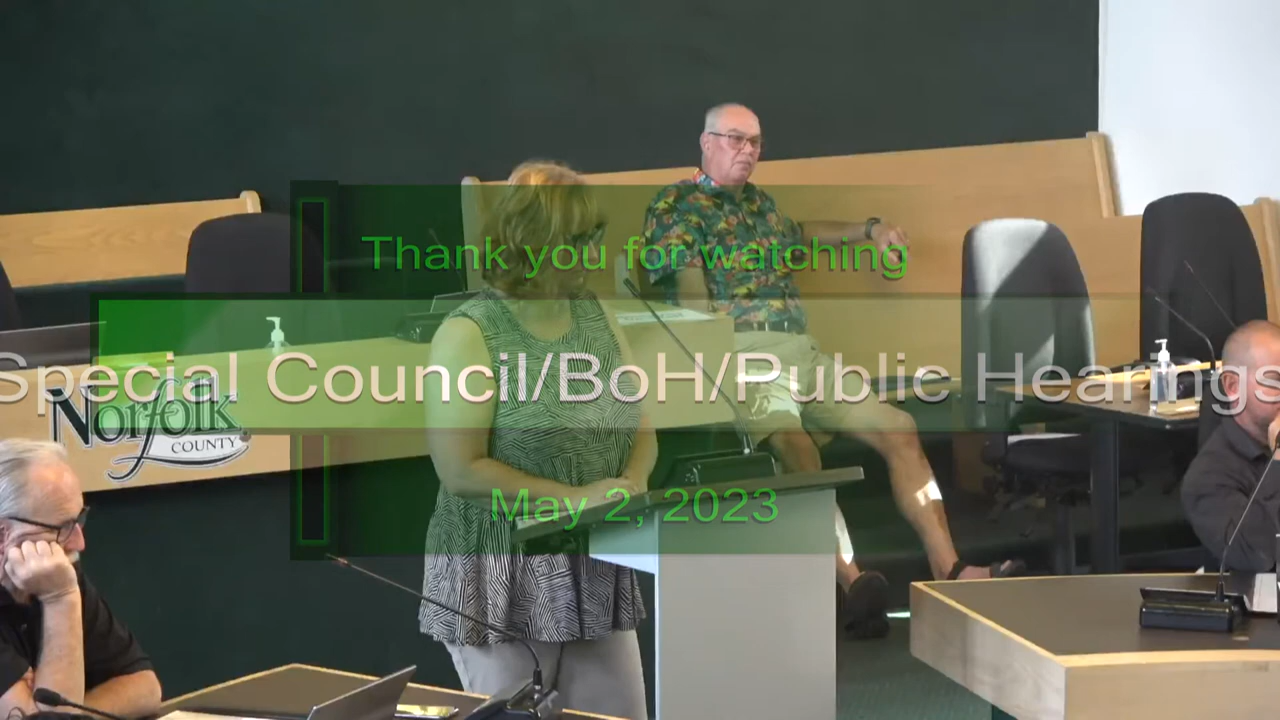 Thank you for watching
Special Council/BoH/Public Hearings
Norfolk
COUNTY
May 2, 2023